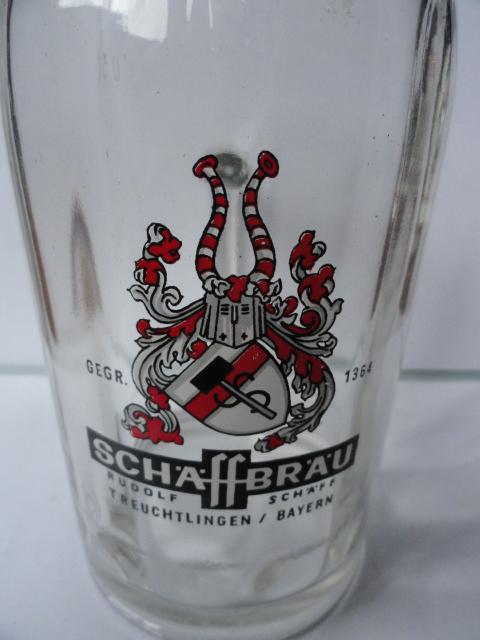 GEGR. 1364
SCHÄFFBRÄU
RUDOLF SCHÄFF
TREUCHTLINGEN / BAYERN